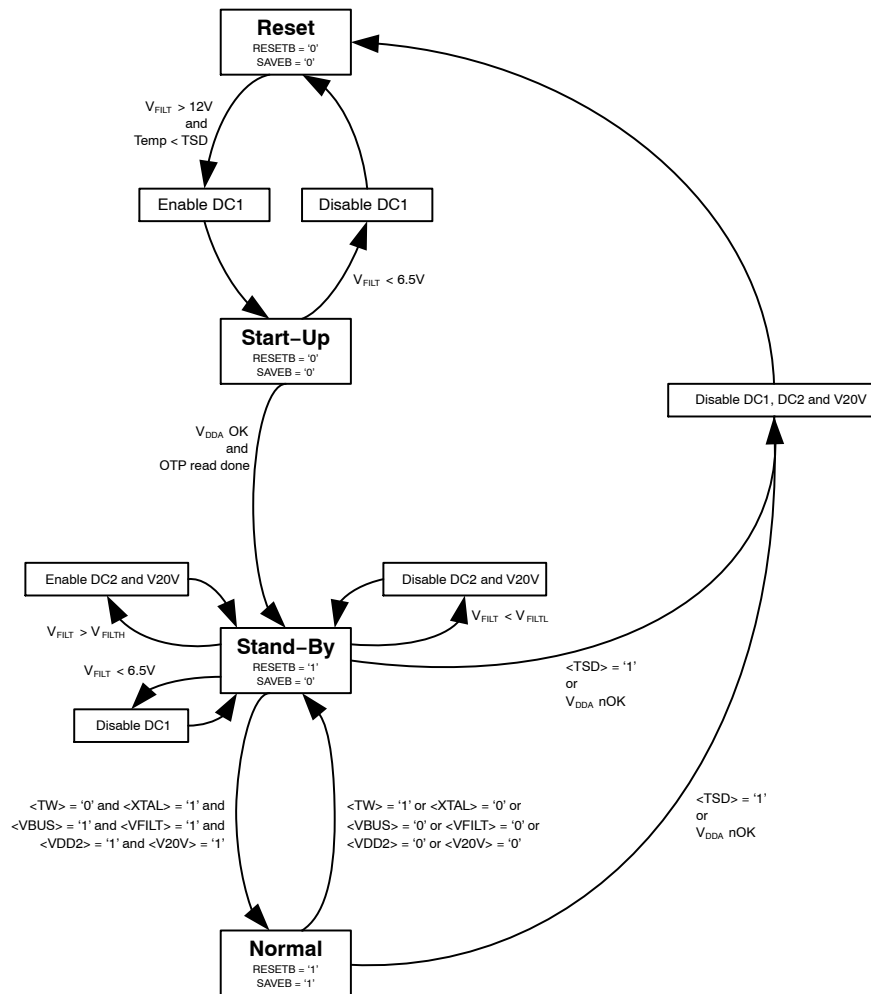 Reset
RESETB = ‘0’
SAVEB = ‘0’
VFILT > 12V
and
Temp < TSD
Enable DC1
Disable DC1
VFILT < 6.5V
Start−Up
RESETB = ‘0’
SAVEB = ‘0’
Disable DC1, DC2 and V20V
VDDA OK
and
OTP read done
Enable DC2 and V20V
Disable DC2 and V20V
VFILT > VFILTH
VFILT < VFILTL
Stand−By
RESETB = ‘1’
SAVEB = ‘0’
VFILT < 6.5V
Disable DC1
<TSD> = ‘1’
or
VDDA nOK
<TW> = ‘0’ and <XTAL> = ‘1’ and
<VBUS> = ‘1’ and <VFILT> = ‘1’ and
<VDD2> = ‘1’ and <V20V> = ‘1’
<TW> = ‘1’ or <XTAL> = ‘0’ or
<VBUS> = ‘0’ or <VFILT> = ‘0’ or
<VDD2> = ‘0’ or <V20V> = ‘0’
<TSD> = ‘1’
or
VDDA nOK
Normal
RESETB = ‘1’
SAVEB = ‘1’